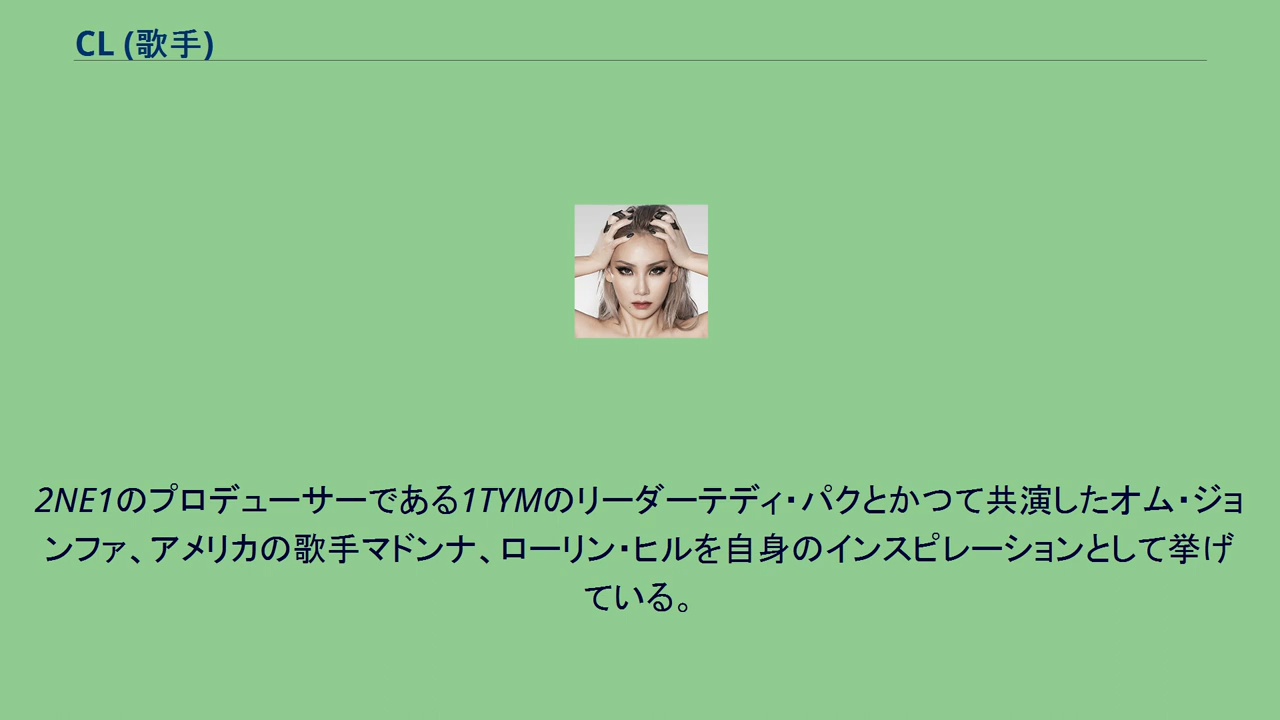 CL (歌手)
2NE1のプロデューサーである1TYMのリーダーテディ・パクとかつて共演したオム・ジョ
ンファ、アメリカの歌手マドンナ、ローリン・ヒルを自身のインスピレーションとして挙げ
ている。